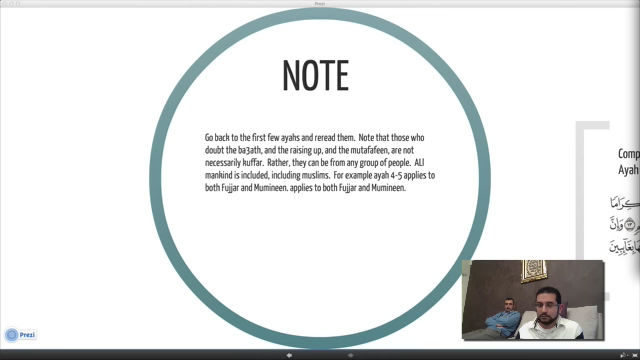 Prezi
NOTE
Go back to the first few ayahs and reread them. Note that those who
doubt the ba3ath, and the raising up, and the mutafafeen, are not
necessarily kuffar. Rather, they can be from any group of people. ALl
mankind is included, including muslims. For example ayah 4-5 applies to
both Fujjar and Mumineen. applies to both Fujjar and Mumineen.
Comp
Ayah
كِرَامًا
وَإِنَّ
بِغَآئِبِينَ
Prezi